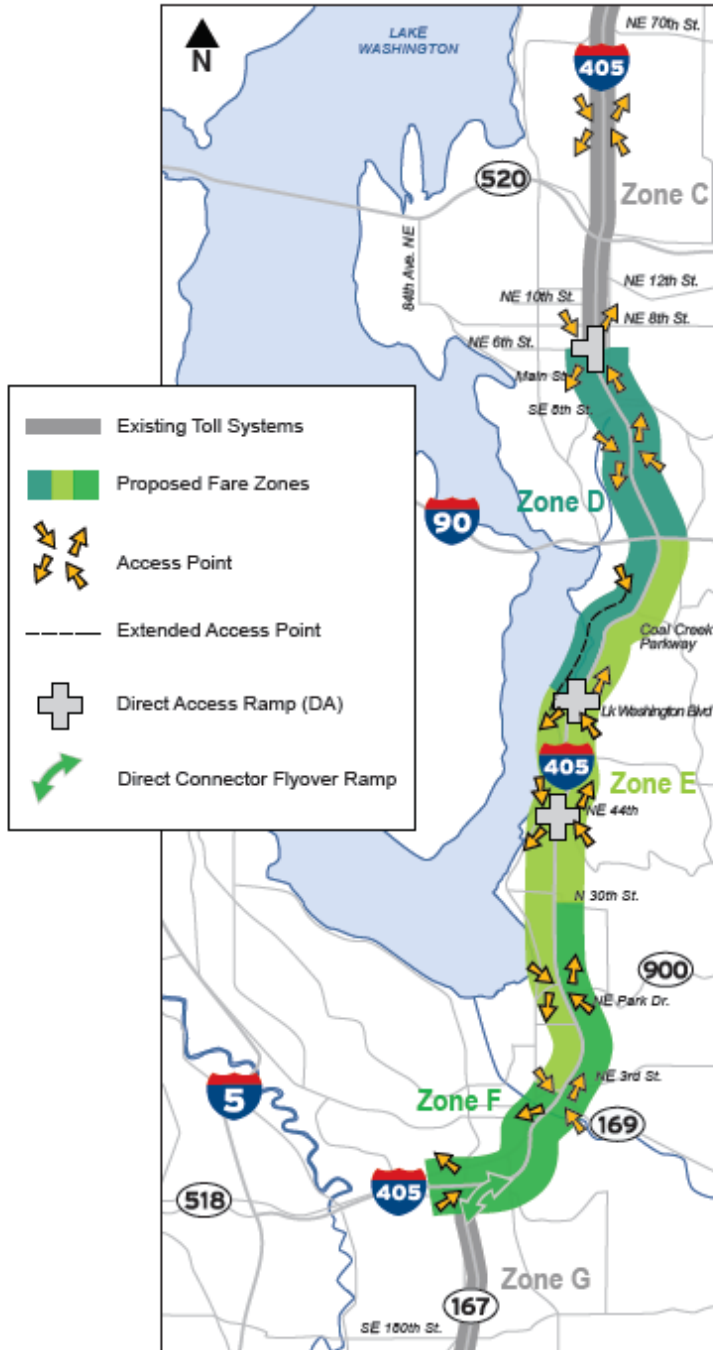 N
LAKE
WASHINGTON
NE 70th St.
405
520
Zone C
84th Ave. NE
NE 12th St.
NE 10th St.
NE 8th St.
NE 6th St.
Main St.
SE 8th St.
Existing Toll Systems
Proposed Fare Zones
Access Point
Extended Access Point
Direct Access Ramp (DA)
Direct Connector Flyover Ramp
Zone D
90
Coal Creek
Parkway
Lk Washington Blvd
405
Zone E
NE 44th
N 30th St.
900
NE Park Dr.
NE 3rd St.
5
Zone F
169
405
518
Zone G
167
SE 180th St.